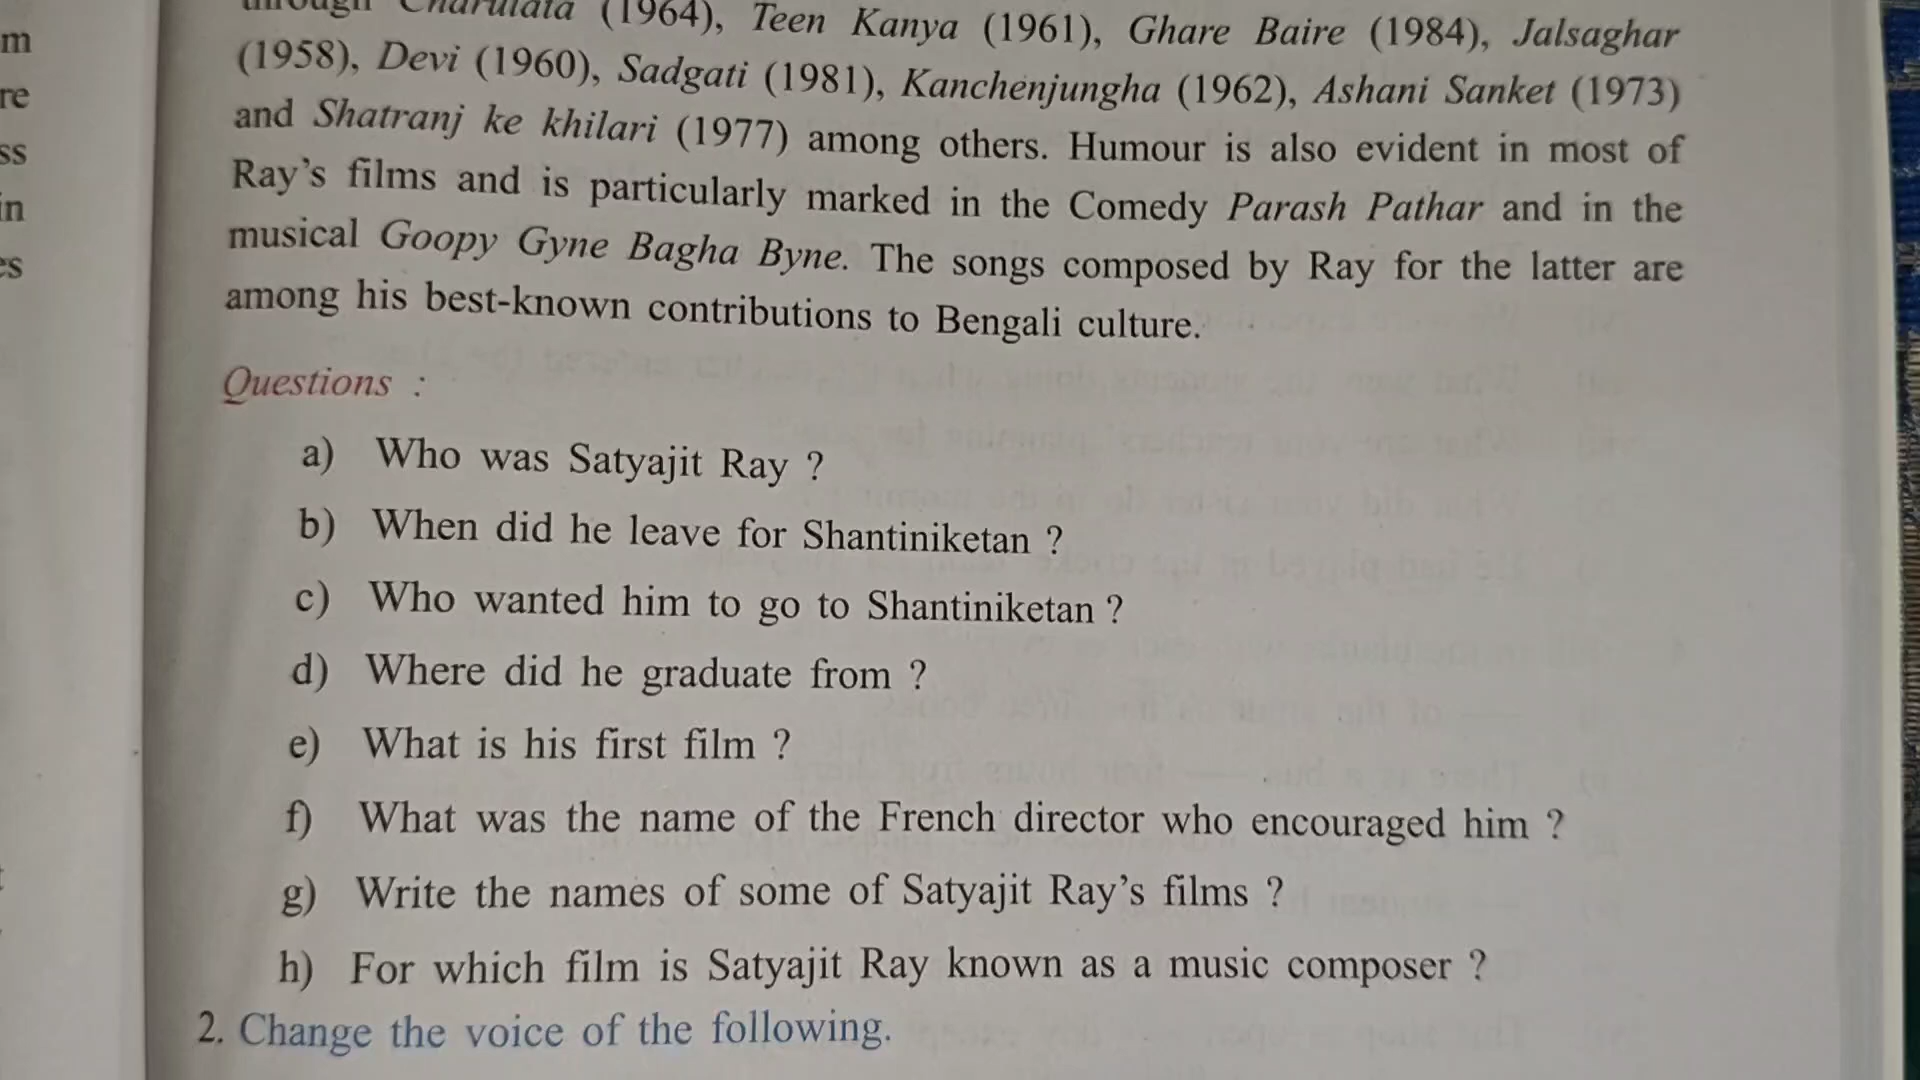 through Charulata (1964), Teen Kanya (1961), Ghare Baire (1984), Jalsaghar
(1958), Devi (1960), Sadgati (1981), Kanchenjungha (1962), Ashani Sanket (1973)
and Shatranj ke khilari (1977) among others. Humour is also evident in most of
Ray's films and is particularly marked in the Comedy Parash Pathar and in the
musical Goopy Gyne Bagha Byne. The songs composed by Ray for the latter are
among his best-known contributions to Bengali culture.
Questions :
a) Who was Satyajit Ray ?
b) When did he leave for Shantiniketan ?
c) Who wanted him to go to Shantiniketan ?
d) Where did he graduate from ?
e) What is his first film ?
f) What was the name of the French director who encouraged him ?
g) Write the names of some of Satyajit Ray's films ?
h) For which film is Satyajit Ray known as a music composer ?
2. Change the voice of the following.